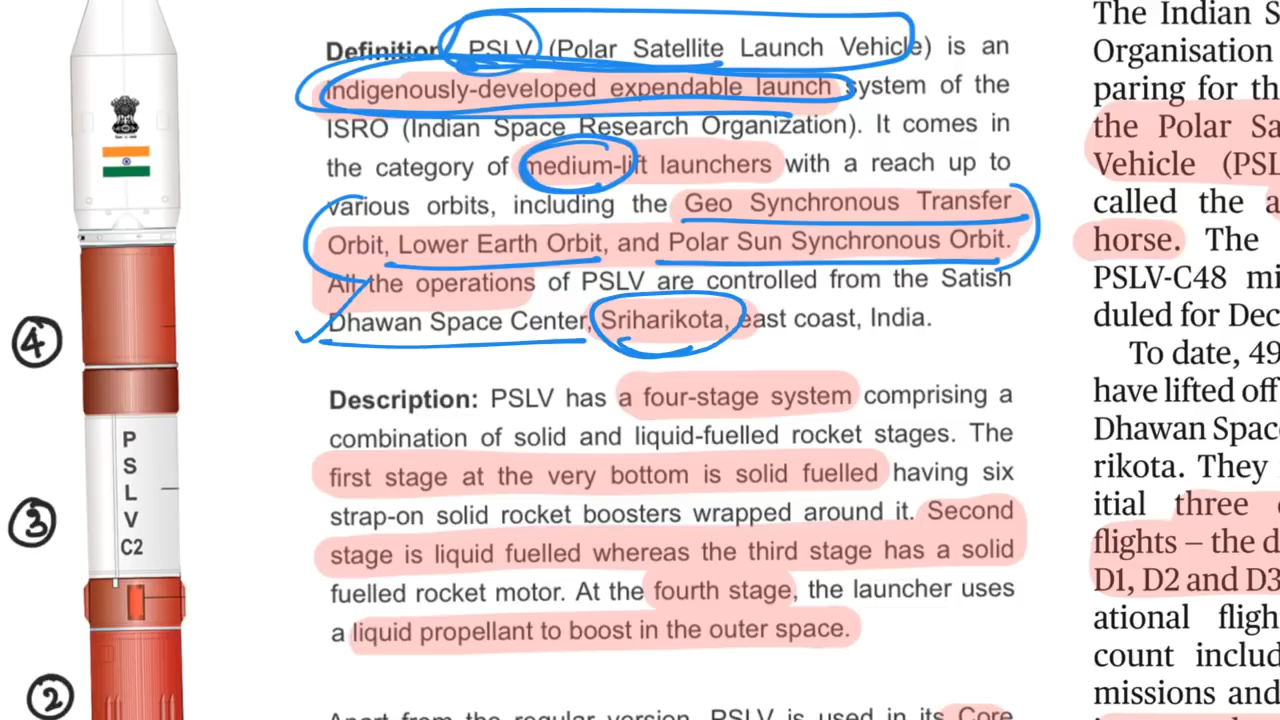 Definition: PSLV (Polar Satellite Launch Vehicle) is an
indigenously-developed expendable launch system of the
ISRO (Indian Space Research Organization). It comes in
the category of medium-lift launchers with a reach up to
various orbits, including the Geo Synchronous Transfer
Orbit, Lower Earth Orbit, and Polar Sun Synchronous Orbit.
All the operations of PSLV are controlled from the Satish
Dhawan Space Center, Sriharikota, east coast, India.
Description: PSLV has a four-stage system comprising a
combination of solid and liquid-fuelled rocket stages. The
first stage at the very bottom is solid fuelled having six
strap-on solid rocket boosters wrapped around it. Second
stage is liquid fuelled whereas the third stage has a solid
fuelled rocket motor. At the fourth stage, the launcher uses
a liquid propellant to boost in the outer space.
Apart from the regular version, PSLV is used in its Core
The Indian S
Organisation
paring for th
the Polar Sa
Vehicle (PSL
called the a
horse. The
PSLV-C48 mi
duled for Dec
To date, 49
have lifted off
Dhawan Space
rikota. They
itial three
flights – the d
D1, D2 and D3
ational fligh
count includ
missions and
4
3
2
P
S
L
V
C2